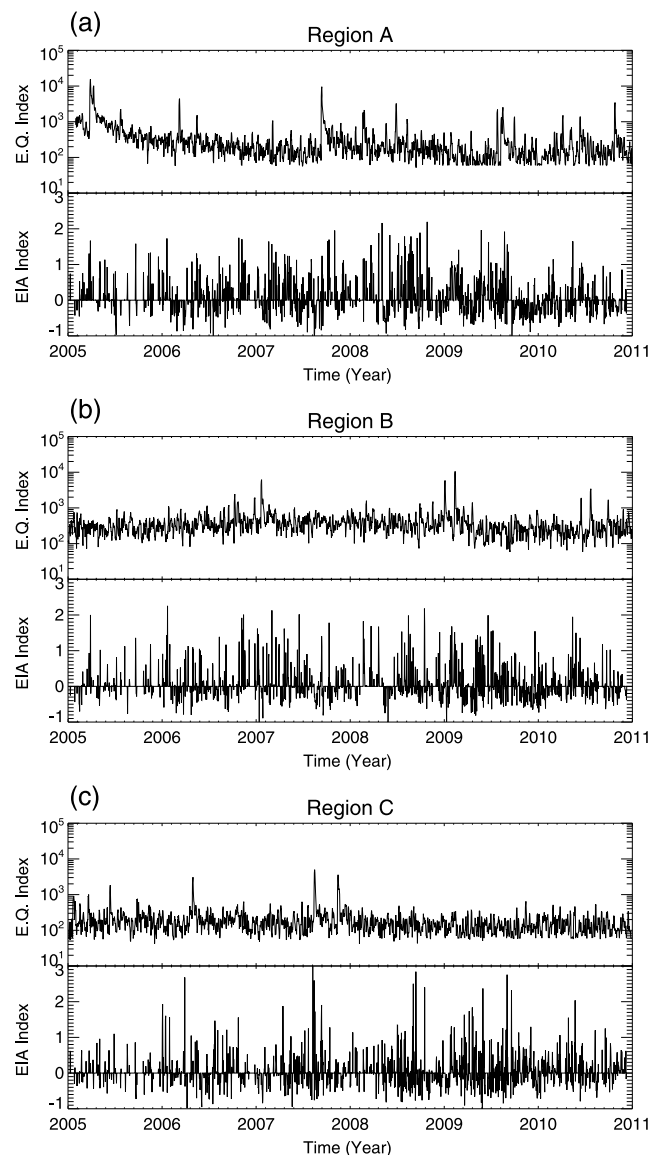 (a)
Region A
E.Q. Index
10^5
10^4
10^3
10^2
10^1
EIA Index
3
2
1
0
-1
2005 2006 2007 2008 2009 2010 2011
Time (Year)
(b)
Region B
E.Q. Index
10^5
10^4
10^3
10^2
10^1
EIA Index
3
2
1
0
-1
2005 2006 2007 2008 2009 2010 2011
Time (Year)
(c)
Region C
E.Q. Index
10^5
10^4
10^3
10^2
10^1
EIA Index
3
2
1
0
-1
2005 2006 2007 2008 2009 2010 2011
Time (Year)